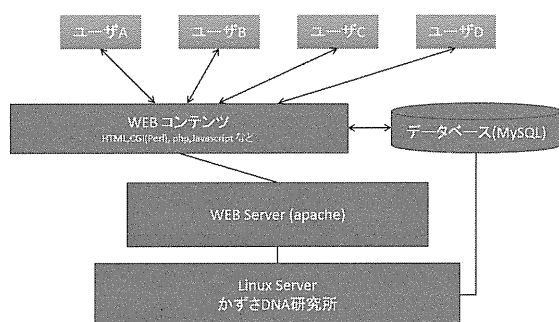 ユーザA
ユーザB
ユーザC
ユーザD
WEB コンテンツ
HTML,CGI(Perl), php,Javascript など
データベース(MySQL)
WEB Server (apache)
Linux Server
かずさDNA研究所